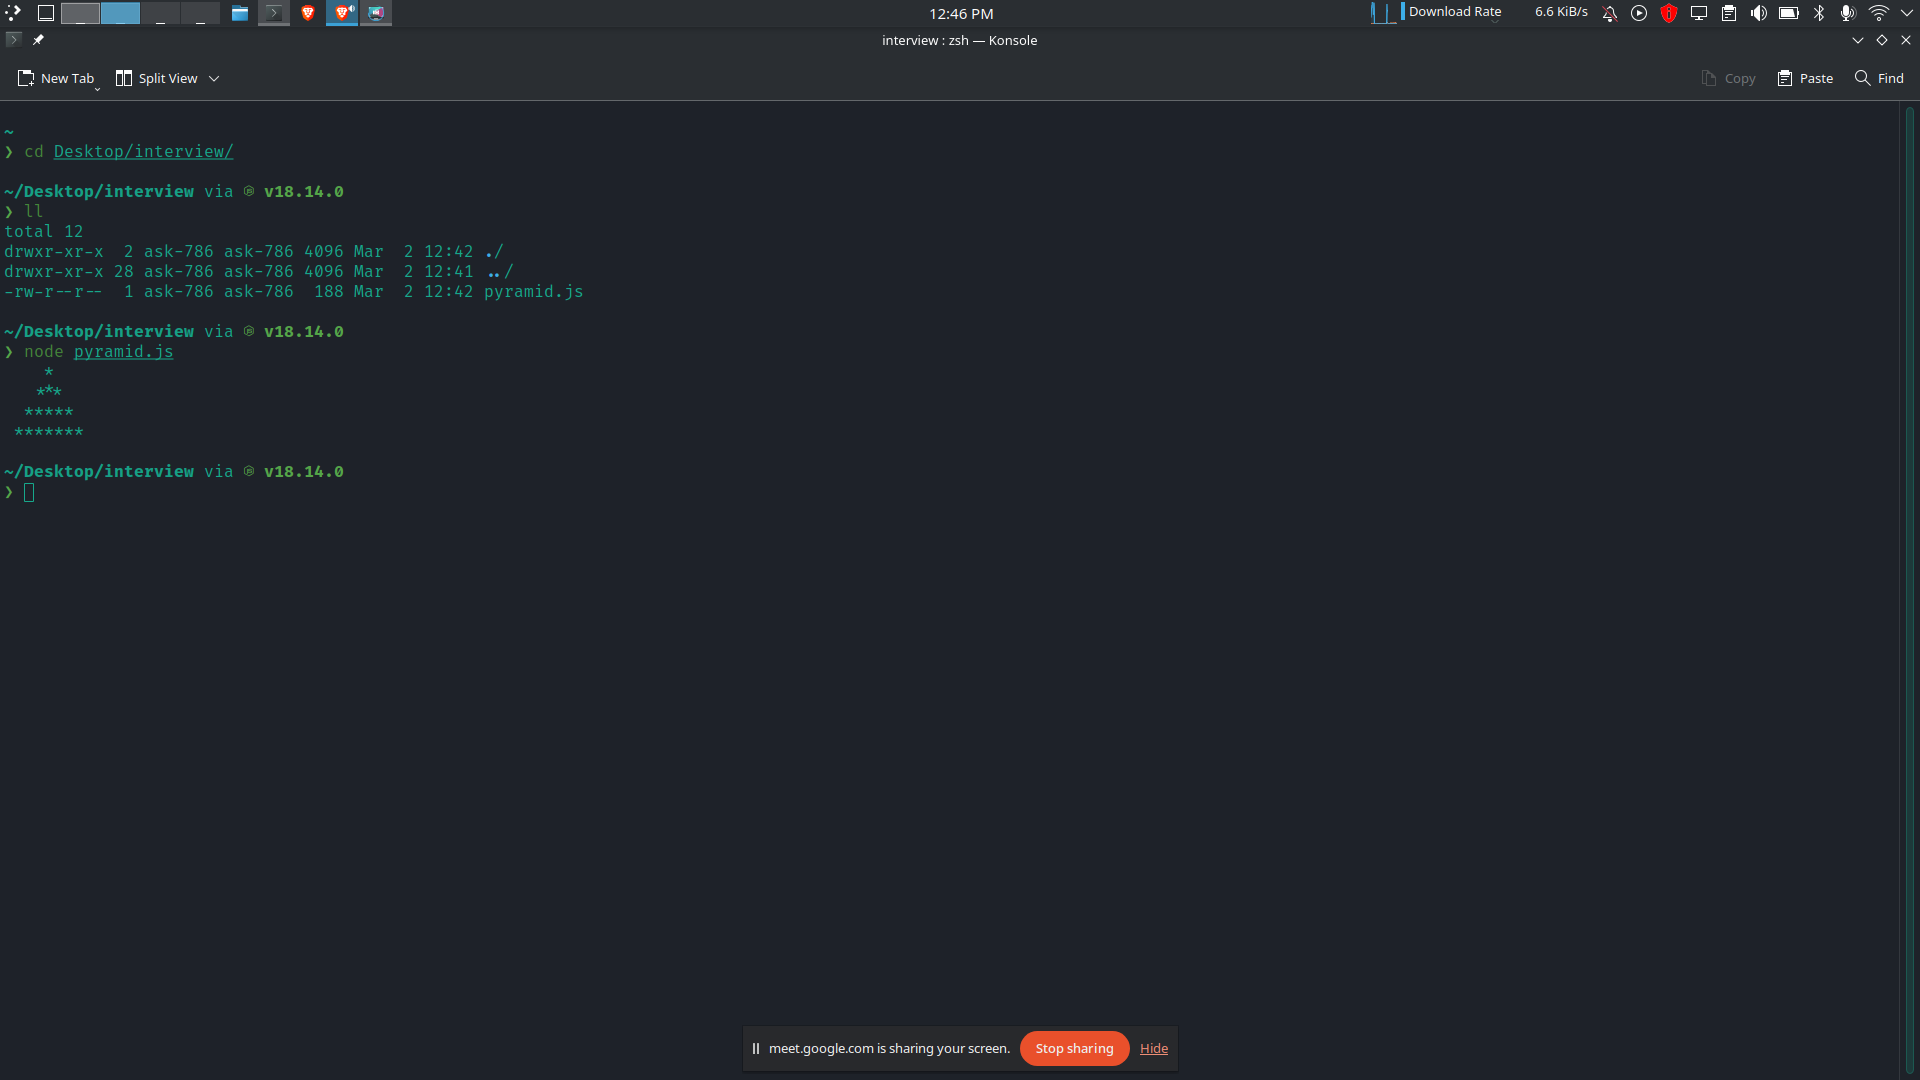 12:46 PM
Download Rate 6.6 KiB/s
interview : zsh — Konsole
New Tab Split View Copy Paste Find
~
❯ cd Desktop/interview/
~/Desktop/interview via v18.14.0
❯ ll
total 12
drwxr-xr-x  2 ask-786 ask-786 4096 Mar  2 12:42 ./
drwxr-xr-x 28 ask-786 ask-786 4096 Mar  2 12:41 ../
-rw-r--r--  1 ask-786 ask-786  188 Mar  2 12:42 pyramid.js
~/Desktop/interview via v18.14.0
❯ node pyramid.js
    *
   ***
  *****
 *******
~/Desktop/interview via v18.14.0
❯
meet.google.com is sharing your screen. Stop sharing Hide